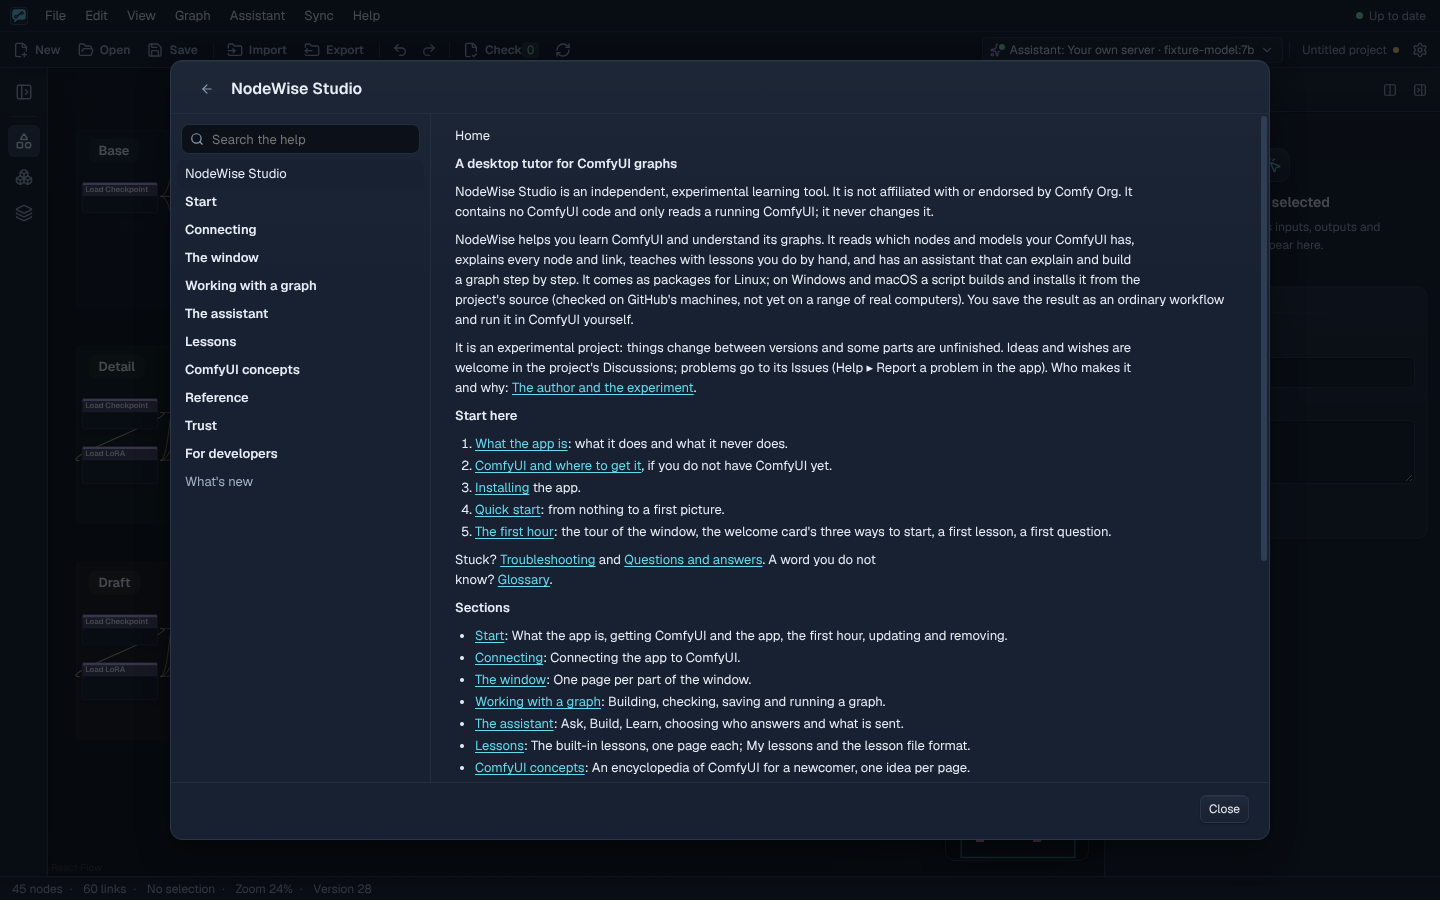 File Edit View Graph Assistant Sync Help
Up to date
New Open Save Import Export Check 0
Assistant: Your own server · fixture-model:7b
Untitled project
NodeWise Studio
Search the help
NodeWise Studio
Start
Connecting
The window
Working with a graph
The assistant
Lessons
ComfyUI concepts
Reference
Trust
For developers
What's new
Home
A desktop tutor for ComfyUI graphs
NodeWise Studio is an independent, experimental learning tool. It is not affiliated with or endorsed by Comfy Org. It
contains no ComfyUI code and only reads a running ComfyUI; it never changes it.
NodeWise helps you learn ComfyUI and understand its graphs. It reads which nodes and models your ComfyUI has,
explains every node and link, teaches with lessons you do by hand, and has an assistant that can explain and build
a graph step by step. It comes as packages for Linux; on Windows and macOS a script builds and installs it from the
project's source (checked on GitHub's machines, not yet on a range of real computers). You save the result as an ordinary workflow
and run it in ComfyUI yourself.
It is an experimental project: things change between versions and some parts are unfinished. Ideas and wishes are
welcome in the project's Discussions; problems go to its Issues (Help ▸ Report a problem in the app). Who makes it
and why: The author and the experiment.
Start here
1. What the app is: what it does and what it never does.
2. ComfyUI and where to get it, if you do not have ComfyUI yet.
3. Installing the app.
4. Quick start: from nothing to a first picture.
5. The first hour: the tour of the window, the welcome card's three ways to start, a first lesson, a first question.
Stuck? Troubleshooting and Questions and answers. A word you do not
know? Glossary.
Sections
• Start: What the app is, getting ComfyUI and the app, the first hour, updating and removing.
• Connecting: Connecting the app to ComfyUI.
• The window: One page per part of the window.
• Working with a graph: Building, checking, saving and running a graph.
• The assistant: Ask, Build, Learn, choosing who answers and what is sent.
• Lessons: The built-in lessons, one page each; My lessons and the lesson file format.
• ComfyUI concepts: An encyclopedia of ComfyUI for a newcomer, one idea per page.
Close
Base
Load Checkpoint
Detail
Load Checkpoint
Load LoRA
Draft
Load Checkpoint
Load LoRA
selected
inputs, outputs and
here.
React Flow
45 nodes · 60 links · No selection · Zoom 24% · Version 28